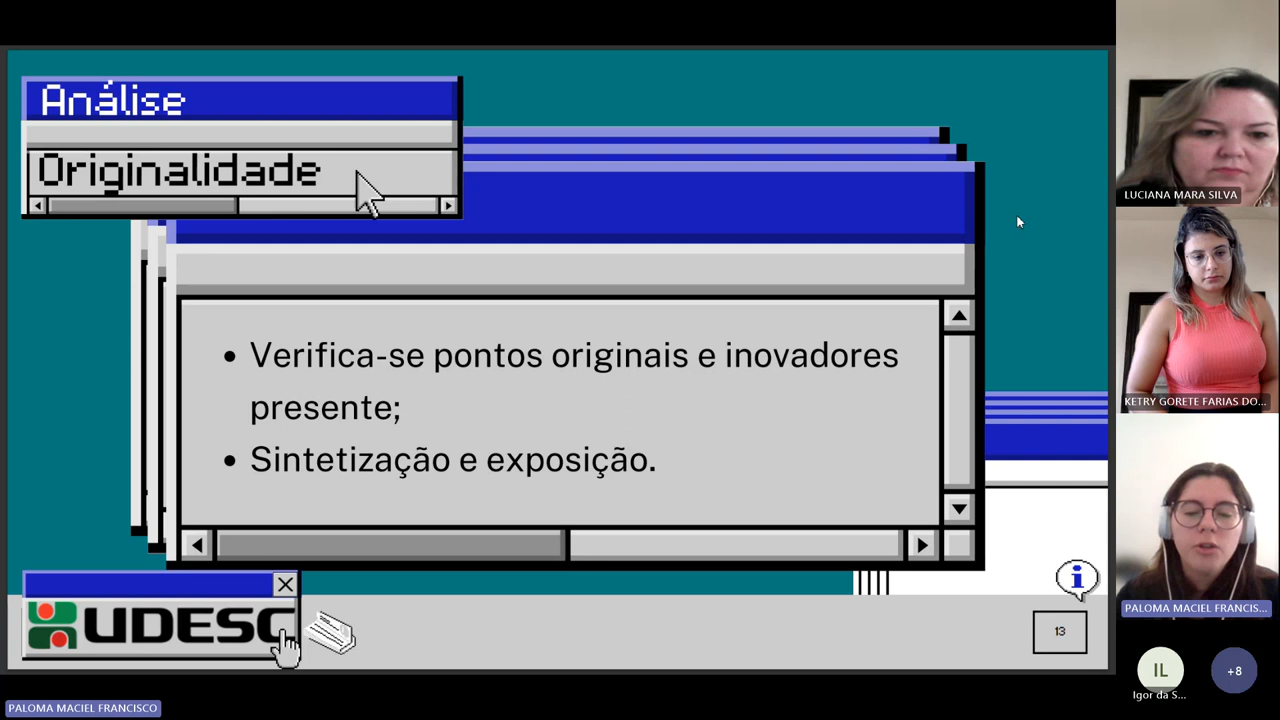 Análise
Originalidade
• Verifica-se pontos originais e inovadores
presente;
• Sintetização e exposição.
UDESC
13
PALOMA MACIEL FRANCISCO
LUCIANA MARA SILVA
KETRY GORETE FARIAS DO...
PALOMA MACIEL FRANCIS...
IL
Igor da S...
+8